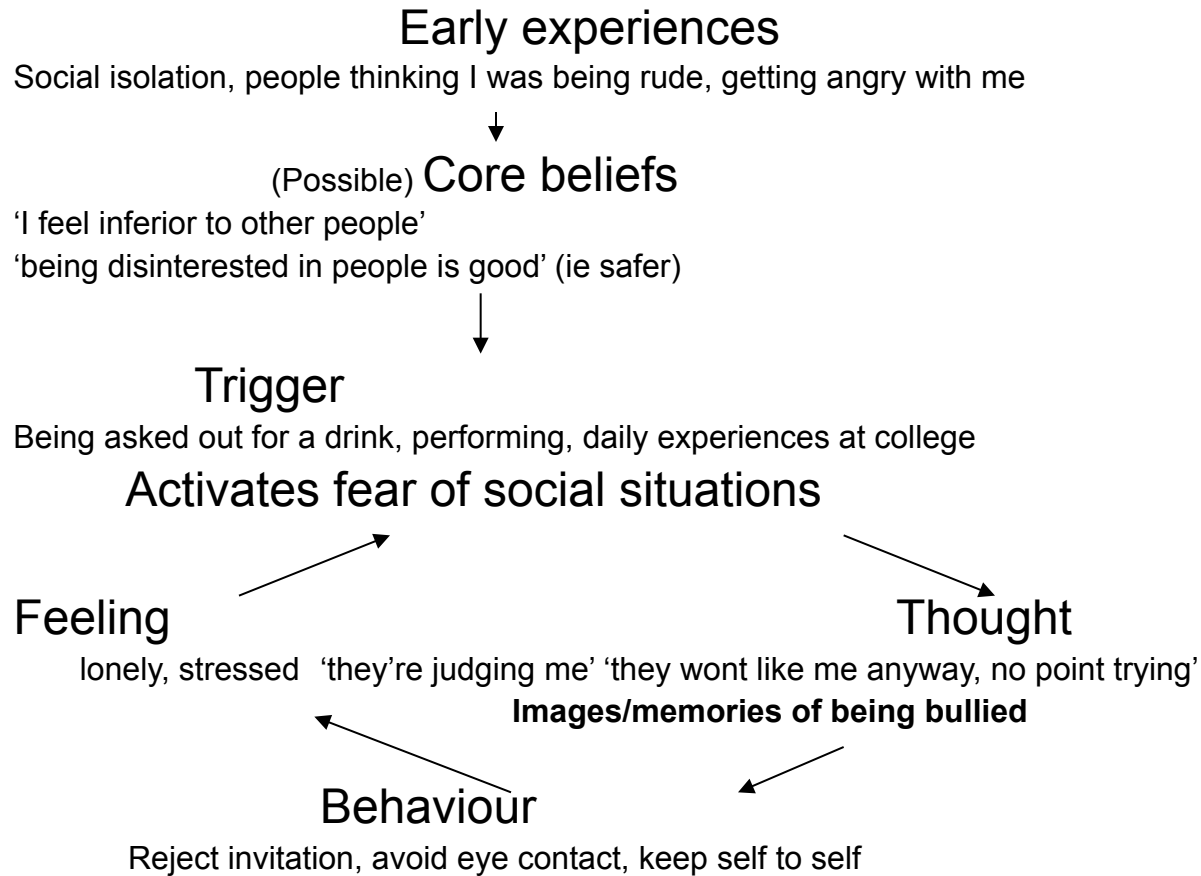 Early experiences
Social isolation, people thinking I was being rude, getting angry with me
(Possible) Core beliefs
‘I feel inferior to other people’
‘being disinterested in people is good’ (ie safer)
Trigger
Being asked out for a drink, performing, daily experiences at college
Activates fear of social situations
Feeling
Thought
lonely, stressed ‘they’re judging me’ ‘they wont like me anyway, no point trying’
Images/memories of being bullied
Behaviour
Reject invitation, avoid eye contact, keep self to self